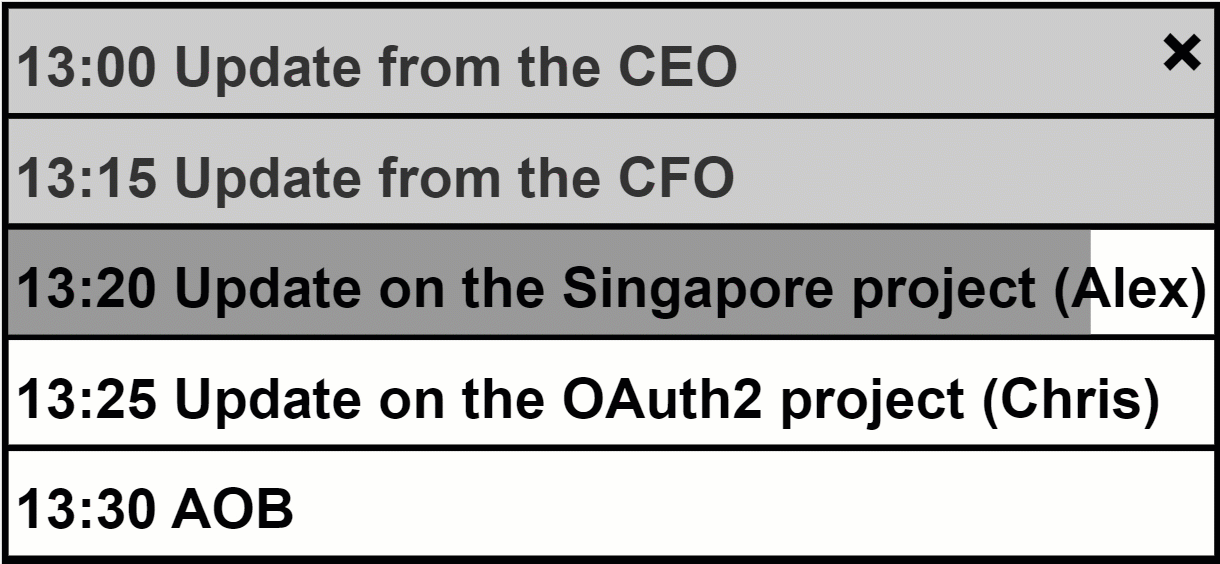 13:00 Update from the CEO
13:15 Update from the CFO
13:20 Update on the Singapore project (Alex)
13:25 Update on the OAuth2 project (Chris)
13:30 AOB